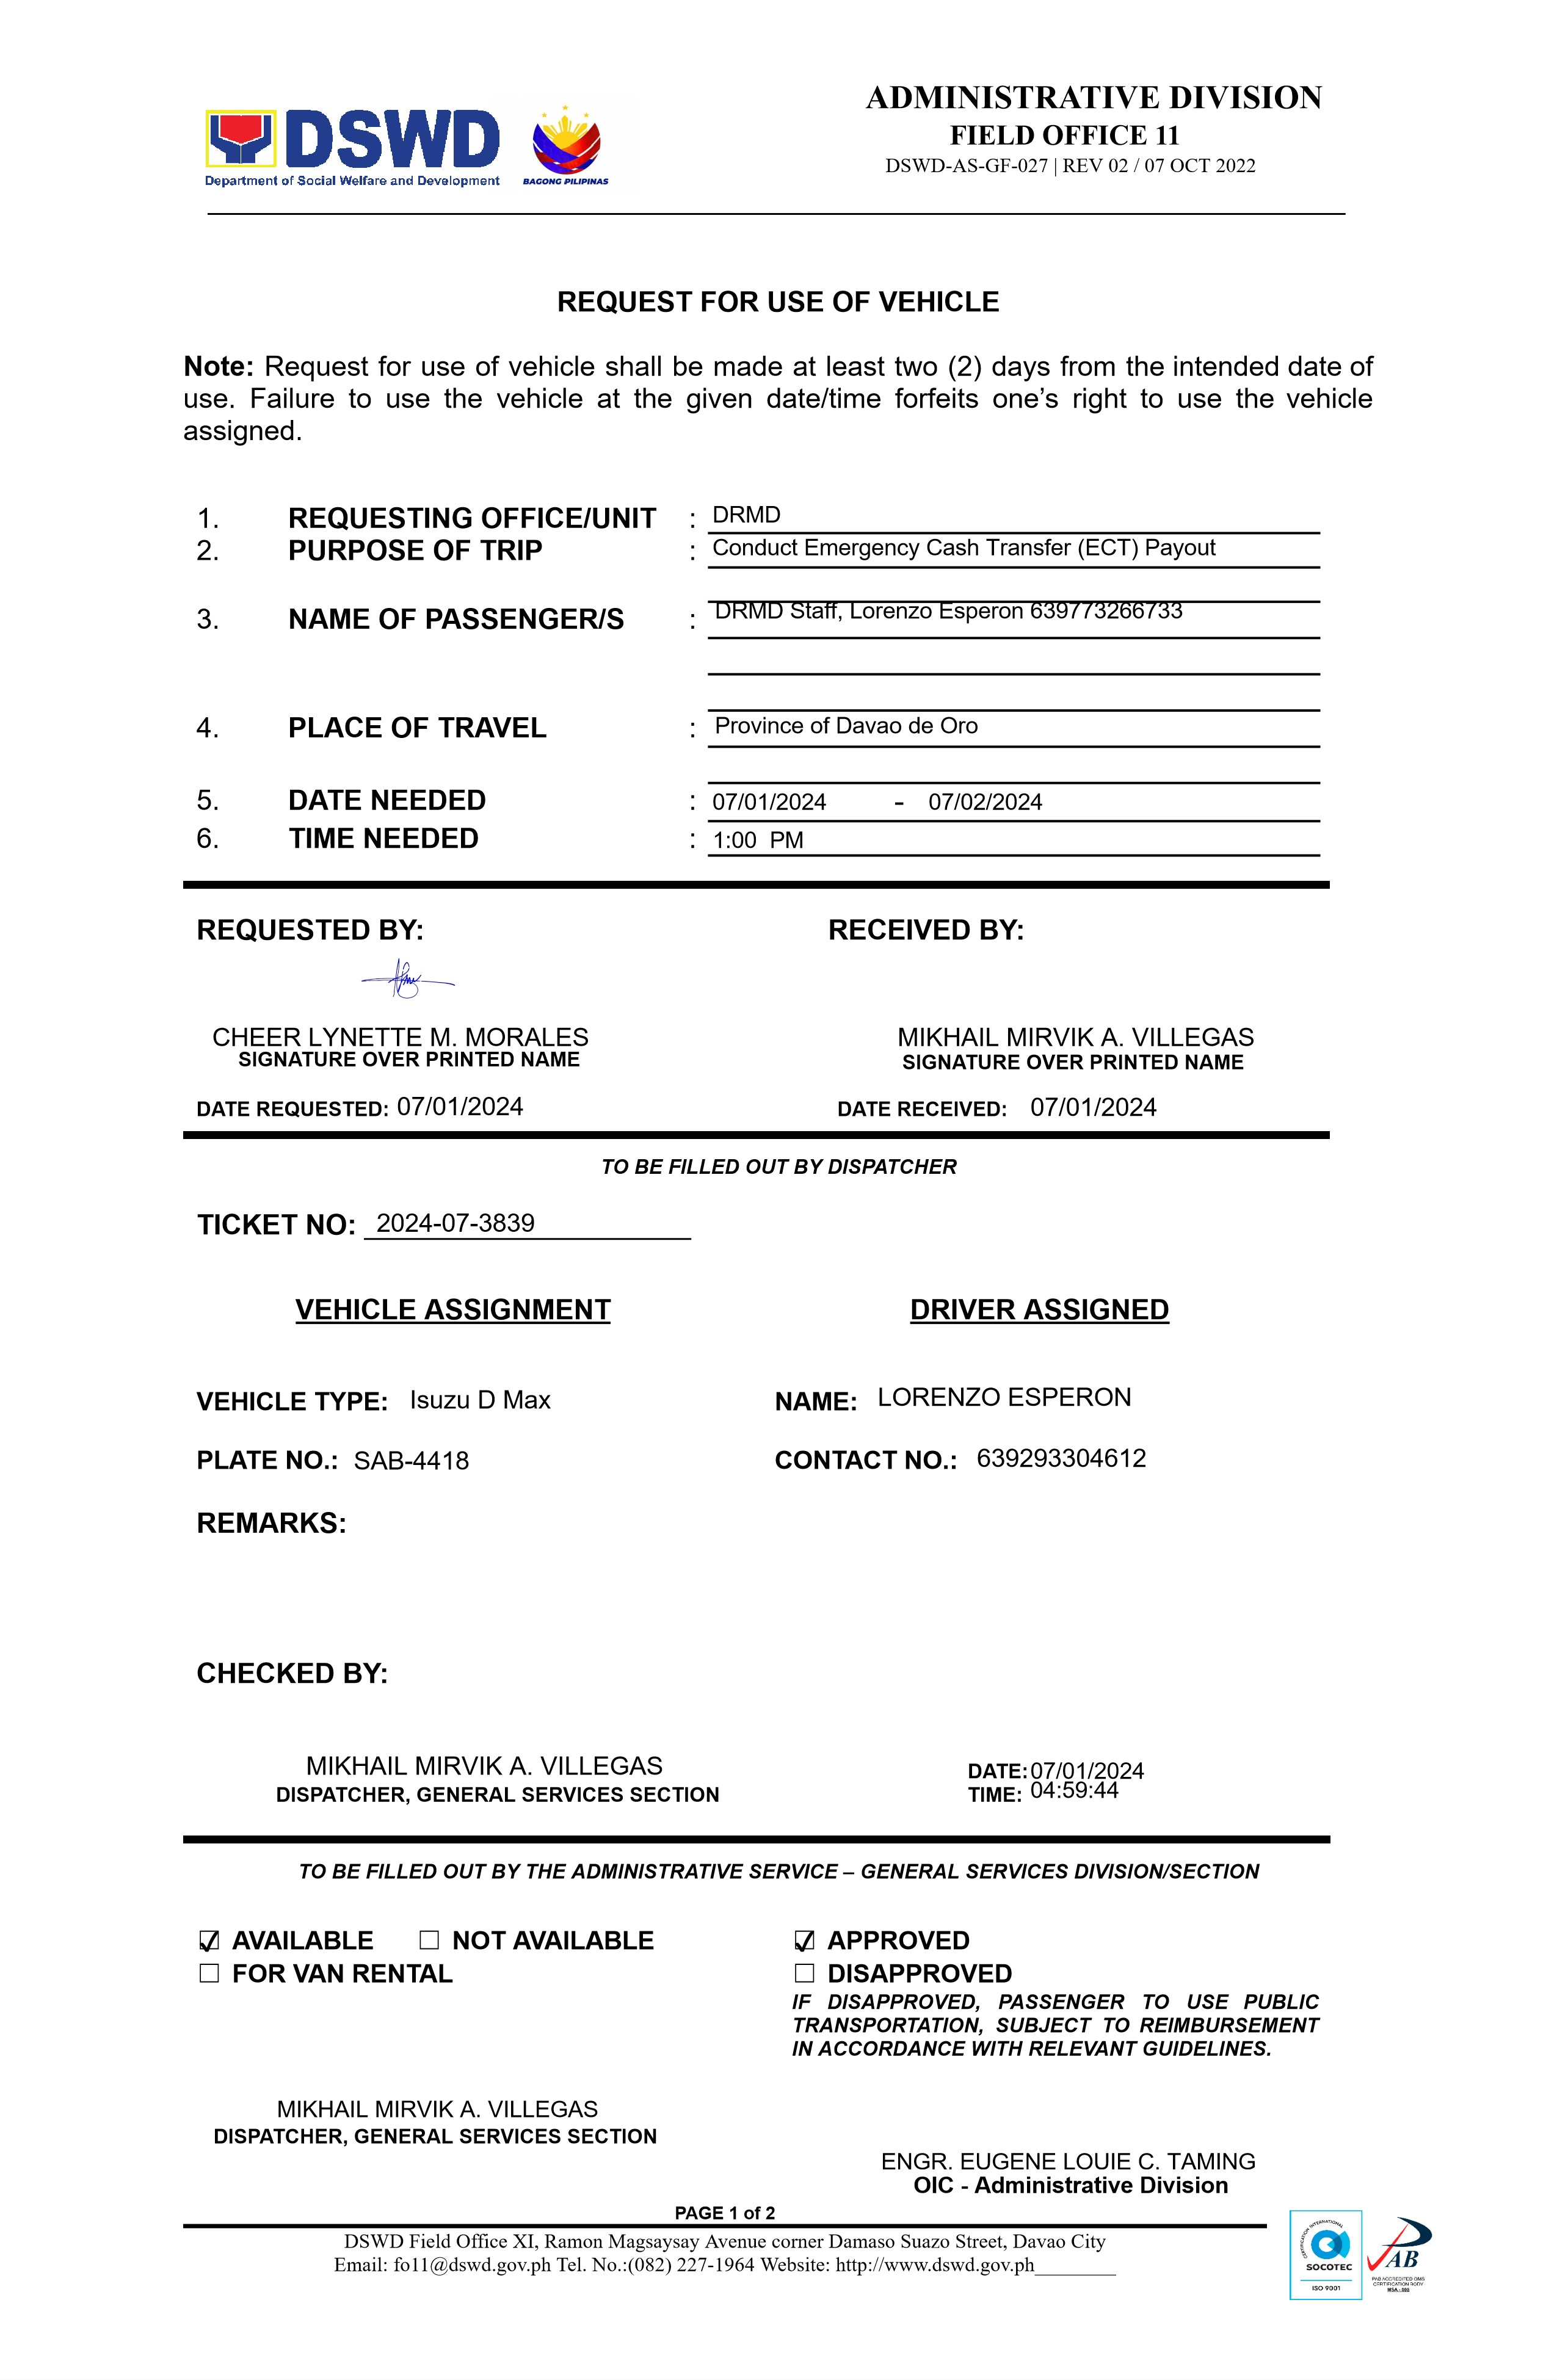 DSWD
Department of Social Welfare and Development
BAGONG PILIPINAS
ADMINISTRATIVE DIVISION
FIELD OFFICE 11
DSWD-AS-GF-027 | REV 02 / 07 OCT 2022
REQUEST FOR USE OF VEHICLE
Note: Request for use of vehicle shall be made at least two (2) days from the intended date of
use. Failure to use the vehicle at the given date/time forfeits one’s right to use the vehicle
assigned.
1. REQUESTING OFFICE/UNIT : DRMD
2. PURPOSE OF TRIP : Conduct Emergency Cash Transfer (ECT) Payout
3. NAME OF PASSENGER/S : DRMD Staff, Lorenzo Esperon 639773266733
4. PLACE OF TRAVEL : Province of Davao de Oro
5. DATE NEEDED : 07/01/2024 - 07/02/2024
6. TIME NEEDED : 1:00 PM
REQUESTED BY: RECEIVED BY:
CHEER LYNETTE M. MORALES MIKHAIL MIRVIK A. VILLEGAS
SIGNATURE OVER PRINTED NAME SIGNATURE OVER PRINTED NAME
DATE REQUESTED: 07/01/2024 DATE RECEIVED: 07/01/2024
TO BE FILLED OUT BY DISPATCHER
TICKET NO: 2024-07-3839
VEHICLE ASSIGNMENT DRIVER ASSIGNED
VEHICLE TYPE: Isuzu D Max NAME: LORENZO ESPERON
PLATE NO.: SAB-4418 CONTACT NO.: 639293304612
REMARKS:
CHECKED BY:
MIKHAIL MIRVIK A. VILLEGAS DATE: 07/01/2024
DISPATCHER, GENERAL SERVICES SECTION TIME: 04:59:44
TO BE FILLED OUT BY THE ADMINISTRATIVE SERVICE – GENERAL SERVICES DIVISION/SECTION
☑ AVAILABLE ☐ NOT AVAILABLE ☑ APPROVED
☐ FOR VAN RENTAL ☐ DISAPPROVED
IF DISAPPROVED, PASSENGER TO USE PUBLIC
TRANSPORTATION, SUBJECT TO REIMBURSEMENT
IN ACCORDANCE WITH RELEVANT GUIDELINES.
MIKHAIL MIRVIK A. VILLEGAS
DISPATCHER, GENERAL SERVICES SECTION
ENGR. EUGENE LOUIE C. TAMING
OIC - Administrative Division
PAGE 1 of 2
DSWD Field Office XI, Ramon Magsaysay Avenue corner Damaso Suazo Street, Davao City
Email: fo11@dswd.gov.ph Tel. No.:(082) 227-1964 Website: http://www.dswd.gov.ph________
CERTIFICATION INTERNATIONAL
SOCOTEC
ISO 9001
PAB
PAB ACCREDITED QMS
CERTIFICATION BODY